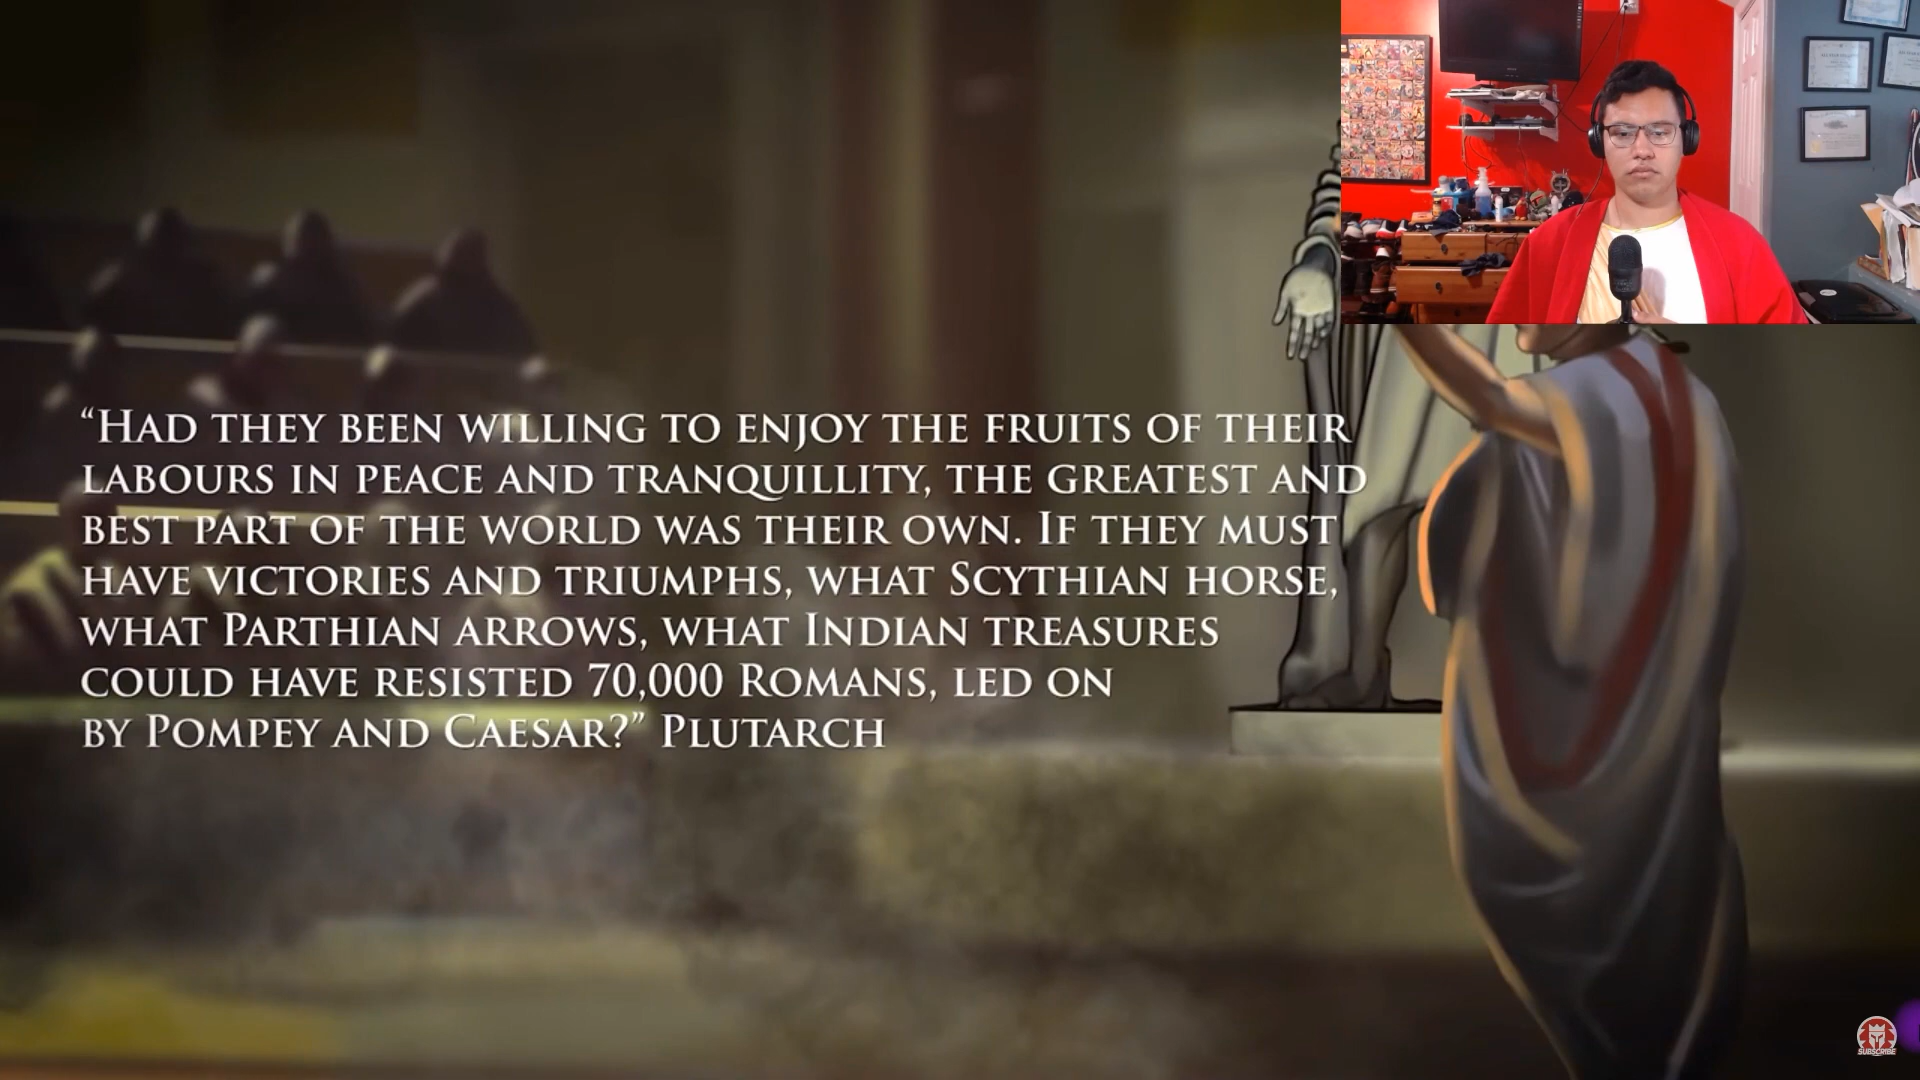 “Had they been willing to enjoy the fruits of their
labours in peace and tranquillity, the greatest and
best part of the world was their own. If they must
have victories and triumphs, what Scythian horse,
what Parthian arrows, what Indian treasures
could have resisted 70,000 Romans, led on
by Pompey and Caesar?” Plutarch
SUBSCRIBE